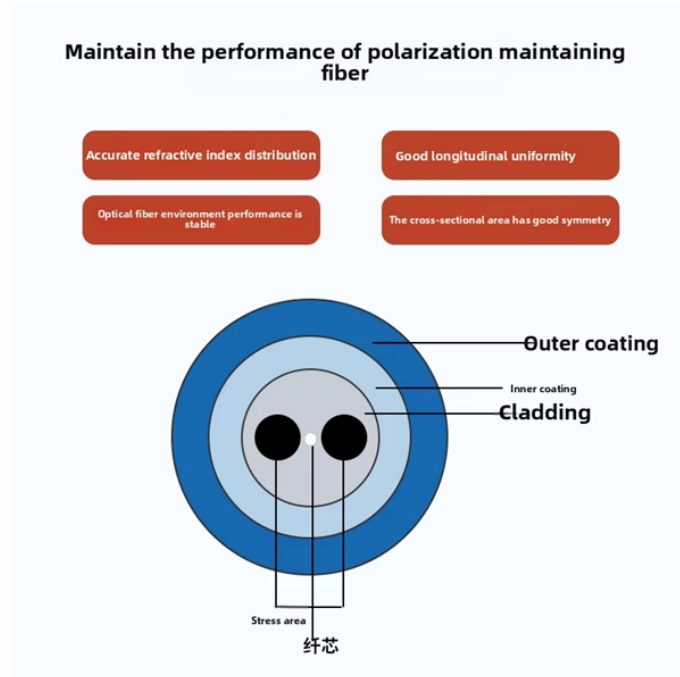 Maintain the performance of polarization maintaining
fiber
Accurate refractive index distribution
Good longitudinal uniformity
Optical fiber environment performance is
stable
The cross-sectional area has good symmetry
Outer coating
Inner coating
Cladding
Stress area
纤芯